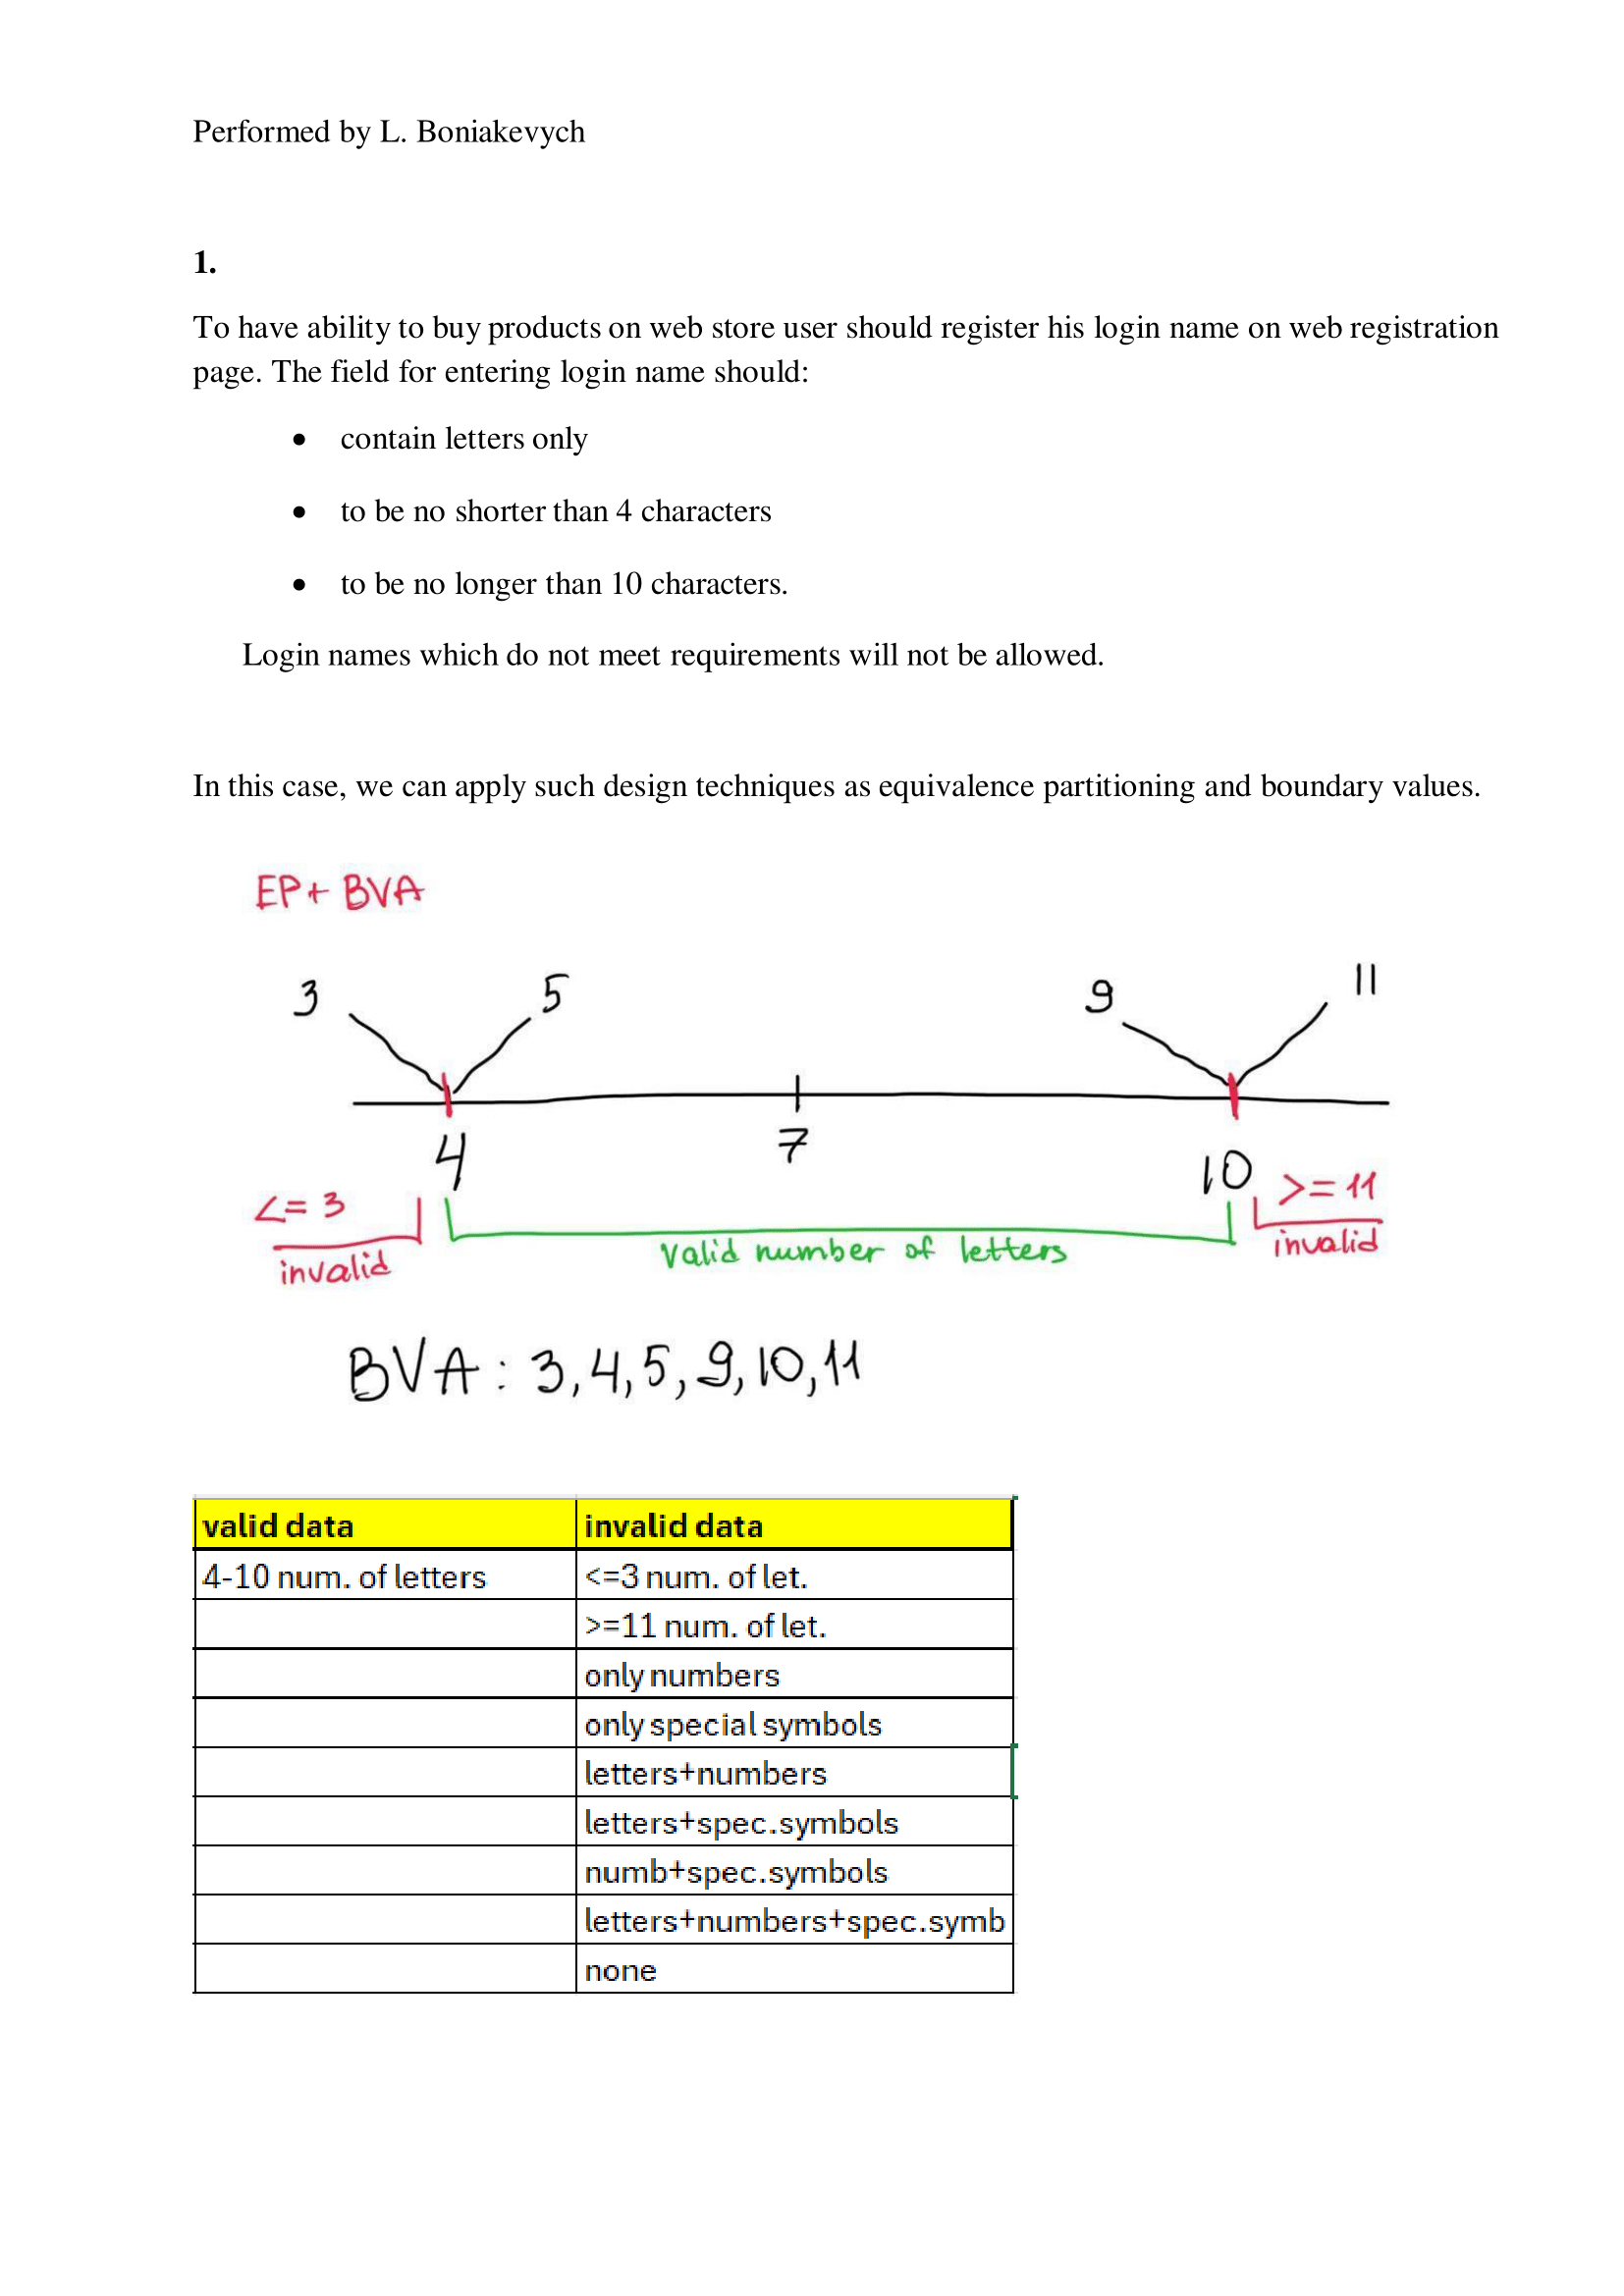 Performed by L. Boniakevych
1.
To have ability to buy products on web store user should register his login name on web registration
page. The field for entering login name should:
• contain letters only
• to be no shorter than 4 characters
• to be no longer than 10 characters.
Login names which do not meet requirements will not be allowed.
In this case, we can apply such design techniques as equivalence partitioning and boundary values.
EP+ BVA
3 5 9 11
4 7 10
<= 3 >= 11
invalid Valid number of letters invalid
BVA: 3,4,5,9,10,11
valid data invalid data
4-10 num. of letters <=3 num. of let.
>=11 num. of let.
only numbers
only special symbols
letters+numbers
letters+spec.symbols
numb+spec.symbols
letters+numbers+spec.symb
none